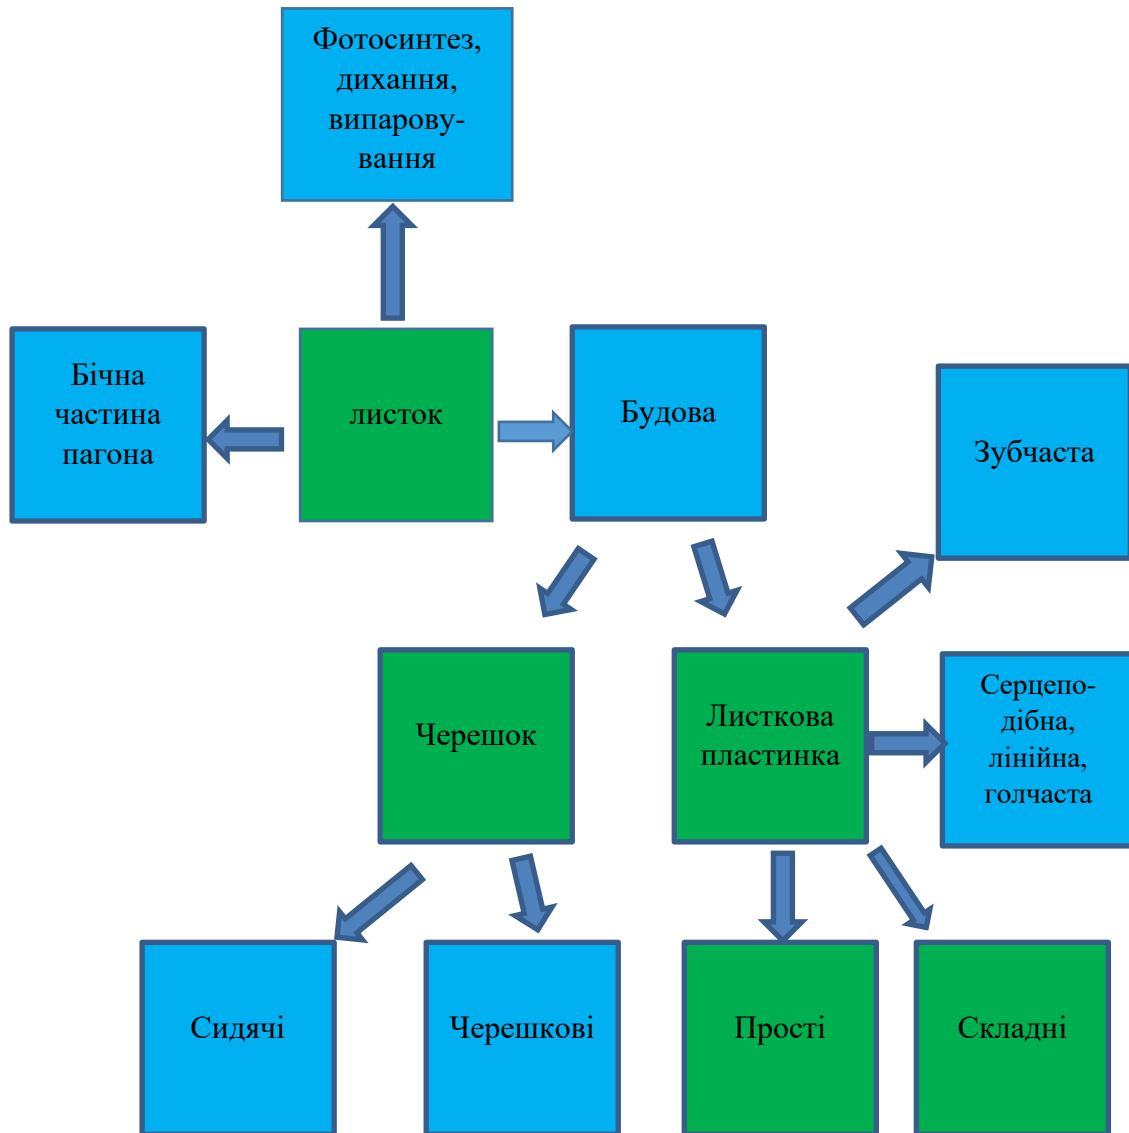 Фотосинтез,
дихання,
випарову-
вання
Бічна
частина
пагона
листок
Будова
Зубчаста
Черешок
Листкова
пластинка
Серцепо-
дібна,
лінійна,
голчаста
Сидячі
Черешкові
Прості
Складні